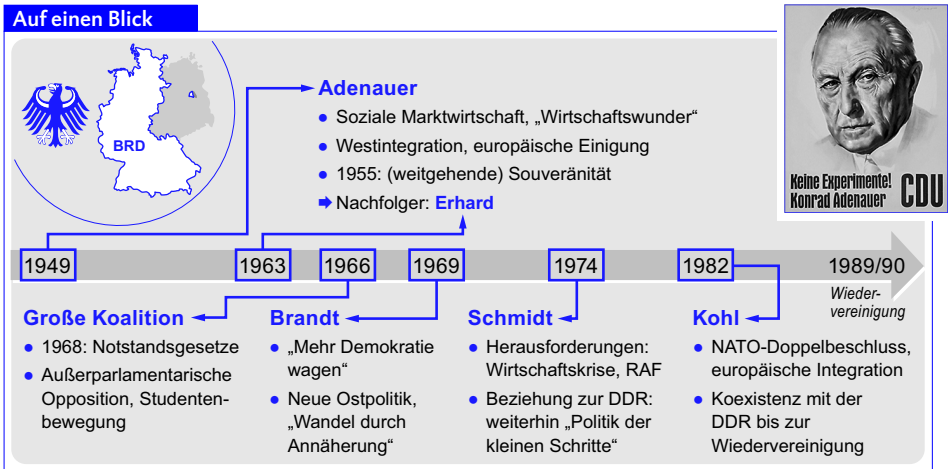 Auf einen Blick
BRD
Adenauer
• Soziale Marktwirtschaft, „Wirtschaftswunder“
• Westintegration, europäische Einigung
• 1955: (weitgehende) Souveränität
➡ Nachfolger: Erhard
Keine Experimente!
Konrad Adenauer CDU
1949 1963 1966 1969 1974 1982 1989/90
Wieder-
vereinigung
Große Koalition
• 1968: Notstandsgesetze
• Außerparlamentarische
Opposition, Studenten-
bewegung
Brandt
• „Mehr Demokratie
wagen“
• Neue Ostpolitik,
„Wandel durch
Annäherung“
Schmidt
• Herausforderungen:
Wirtschaftskrise, RAF
• Beziehung zur DDR:
weiterhin „Politik der
kleinen Schritte“
Kohl
• NATO-Doppelbeschluss,
europäische Integration
• Koexistenz mit der
DDR bis zur
Wiedervereinigung